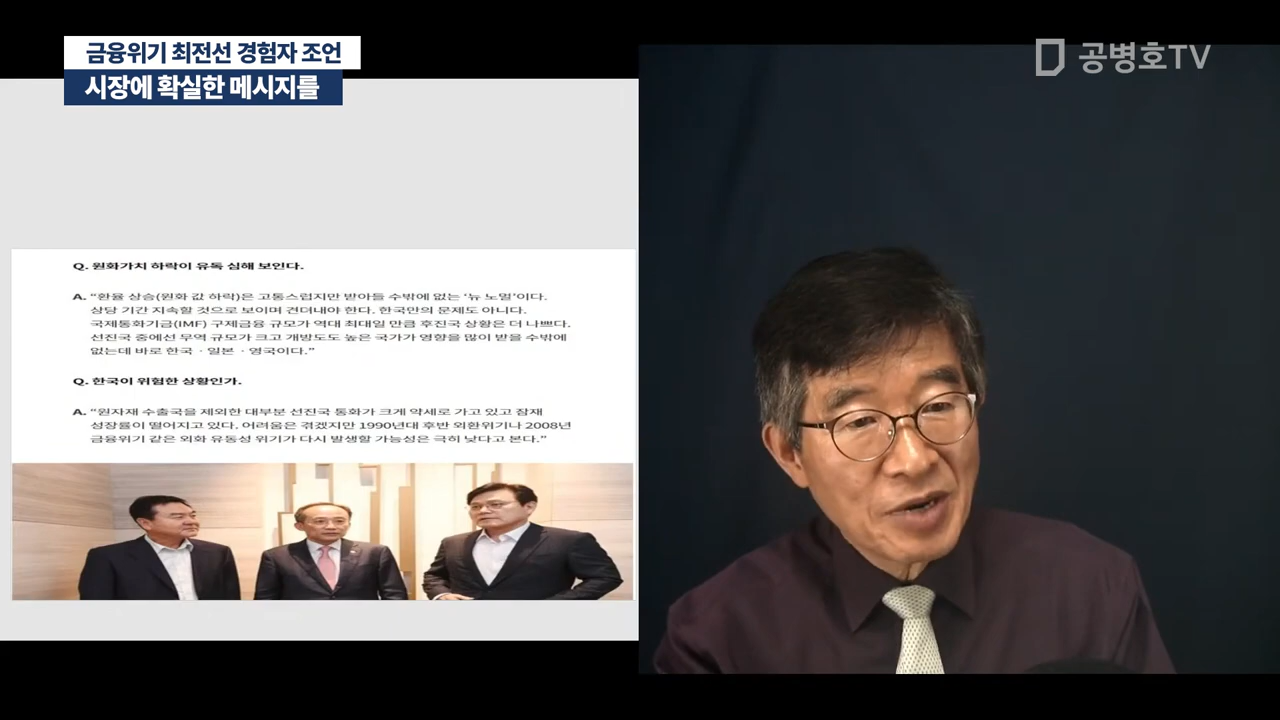 금융위기 최전선 경험자 조언
시장에 확실한 메시지를
공병호TV
Q. 원화가치 하락이 유독 심해 보인다.
A. “환율 상승(원화 값 하락)은 고통스럽지만 받아들 수밖에 없는 ‘뉴 노멀’이다.
상당 기간 지속할 것으로 보이며 견뎌내야 한다. 한국만의 문제도 아니다.
국제통화기금(IMF) 구제금융 규모가 역대 최대일 만큼 후진국 상황은 더 나쁘다.
선진국 중에선 무역 규모가 크고 개방도도 높은 국가가 영향을 많이 받을 수밖에
없는데 바로 한국 · 일본 · 영국이다.”
Q. 한국이 위험한 상황인가.
A. “원자재 수출국을 제외한 대부분 선진국 통화가 크게 약세로 가고 있고 잠재
성장률이 떨어지고 있다. 어려움은 겪겠지만 1990년대 후반 외환위기나 2008년
금융위기 같은 외화 유동성 위기가 다시 발생할 가능성은 극히 낮다고 본다.”